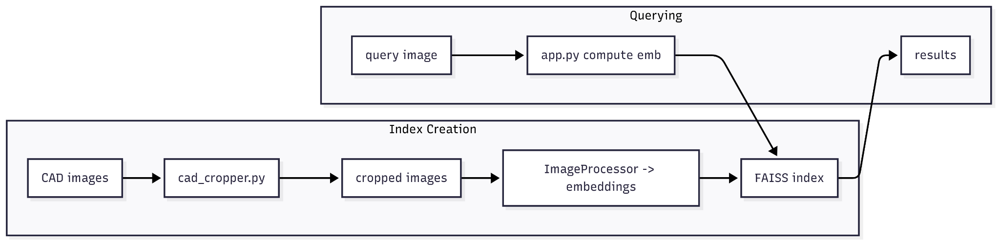 Querying
query image
app.py compute emb
results
Index Creation
CAD images
cad_cropper.py
cropped images
ImageProcessor ->
embeddings
FAISS index